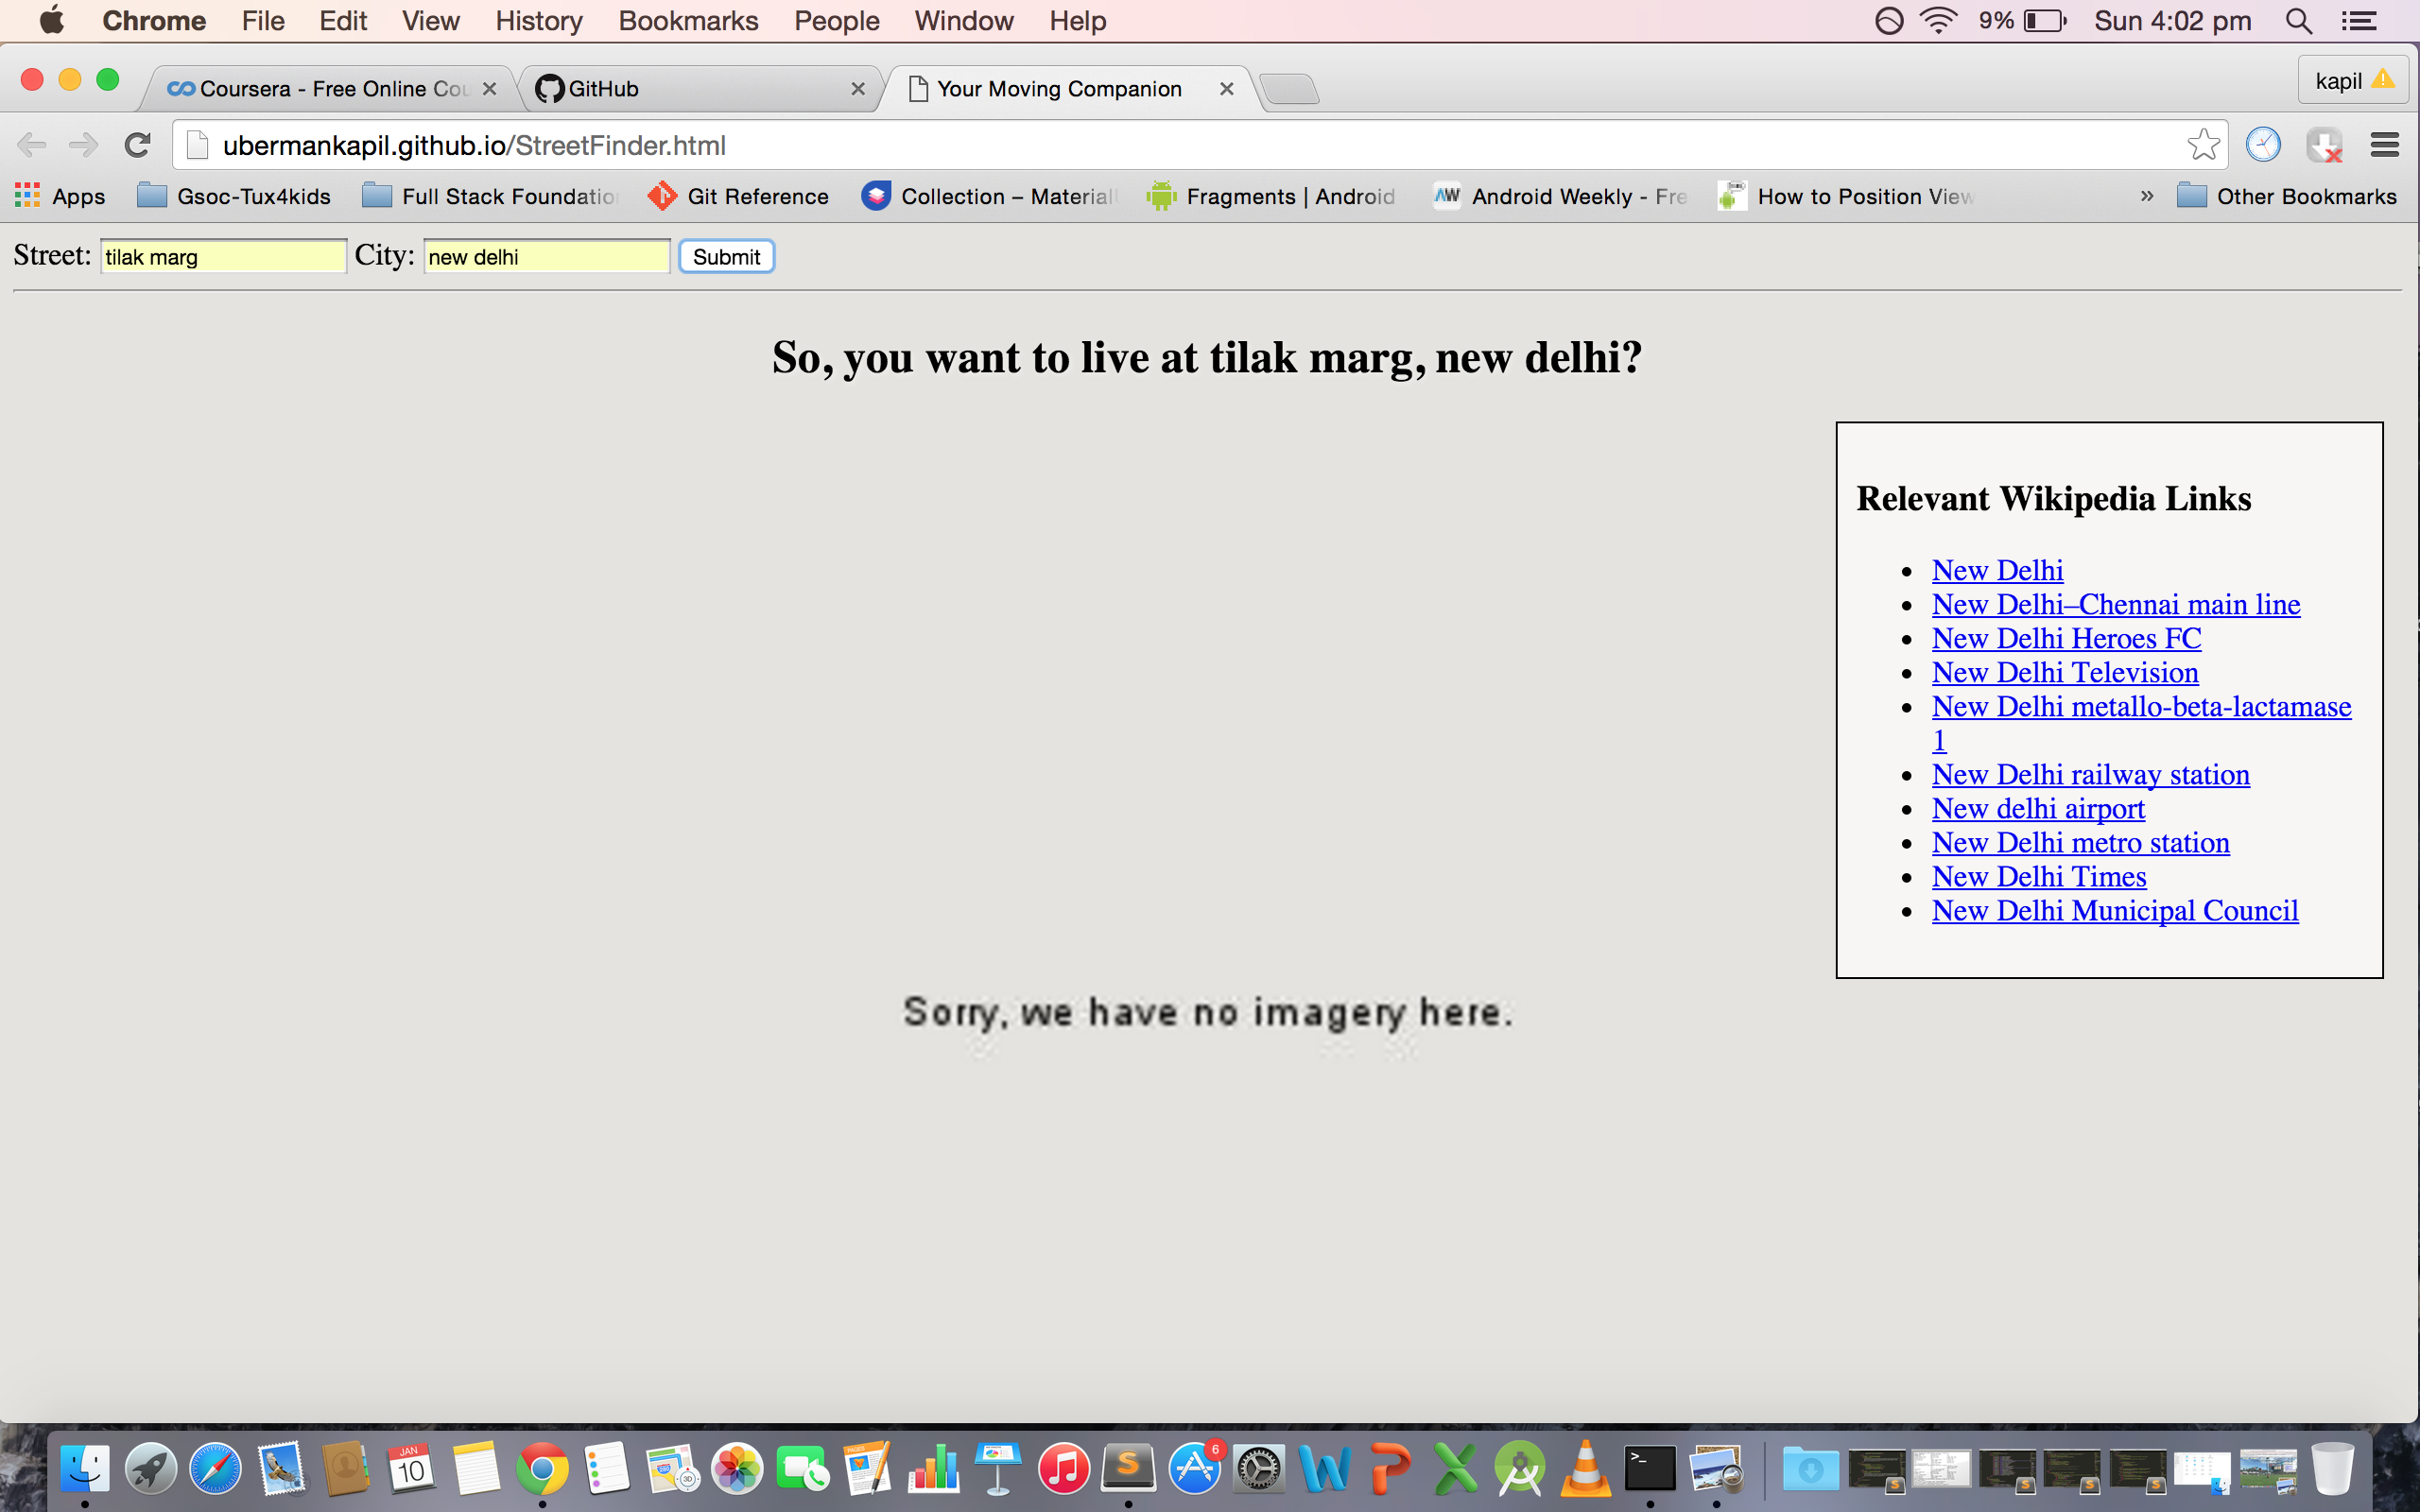 Chrome File Edit View History Bookmarks People Window Help 9% Sun 4:02 pm
Coursera - Free Online Cou GitHub Your Moving Companion kapil
ubermankapil.github.io/StreetFinder.html
Apps Gsoc-Tux4kids Full Stack Foundatio Git Reference Collection – Material Fragments | Android Android Weekly - Fre How to Position View » Other Bookmarks
Street: tilak marg City: new delhi Submit
So, you want to live at tilak marg, new delhi?
Relevant Wikipedia Links
New Delhi
New Delhi–Chennai main line
New Delhi Heroes FC
New Delhi Television
New Delhi metallo-beta-lactamase
1
New Delhi railway station
New delhi airport
New Delhi metro station
New Delhi Times
New Delhi Municipal Council
Sorry, we have no imagery here.
JAN
10
PAGES
3D
6